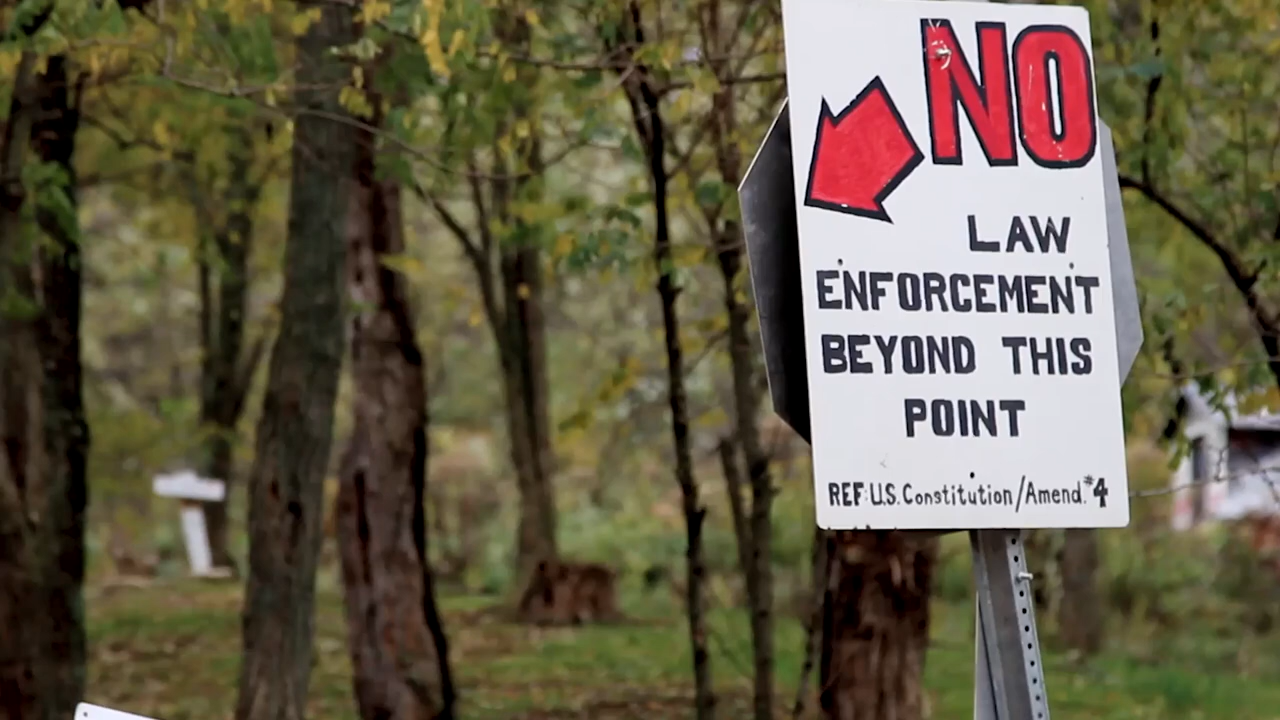 NO
LAW
ENFORCEMENT
BEYOND THIS
POINT
REF: U.S. Constitution/Amend. #4